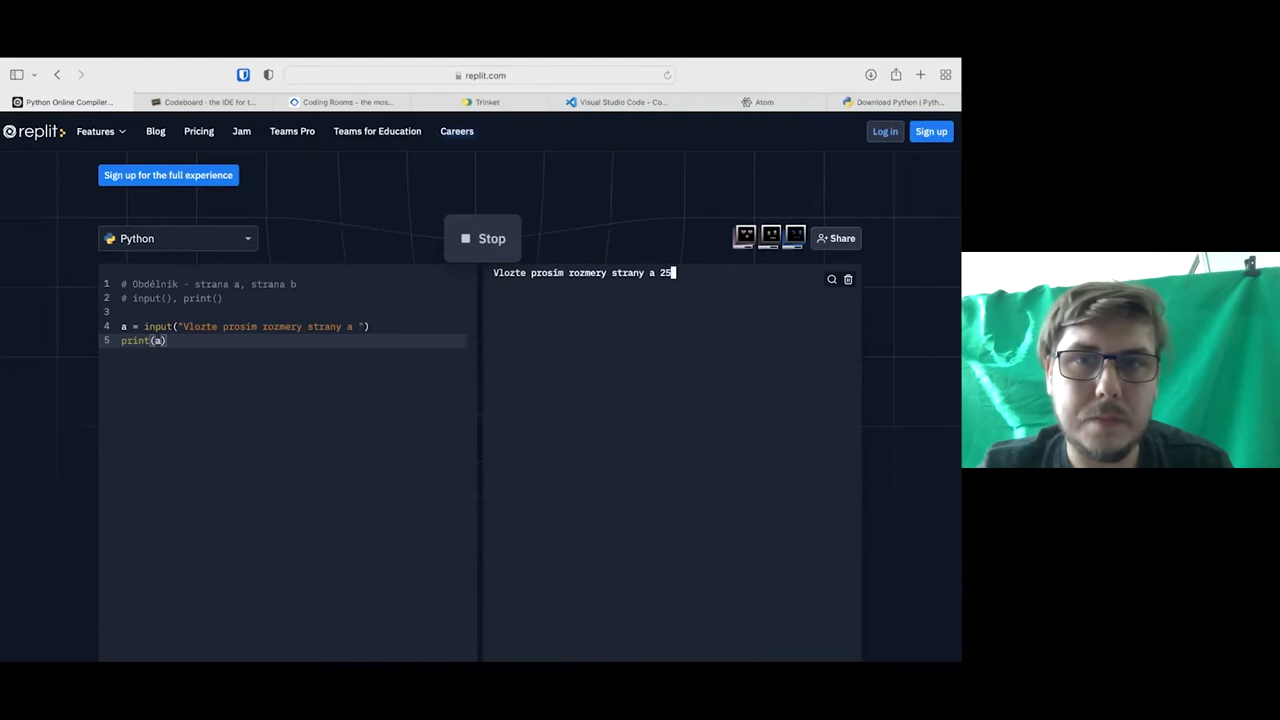 replit.com
Python Online Compiler...
Codeboard - the IDE for t...
Coding Rooms - the mos...
Trinket
Visual Studio Code - Co...
Atom
Download Python | Pyth...
replit
Features
Blog
Pricing
Jam
Teams Pro
Teams for Education
Careers
Log in
Sign up
Sign up for the full experience
Python
Stop
Share
1 # Obdélník - strana a, strana b
2 # input(), print()
3
4 a = input("Vlozte prosim rozmery strany a ")
5 print(a)
Vlozte prosim rozmery strany a 25